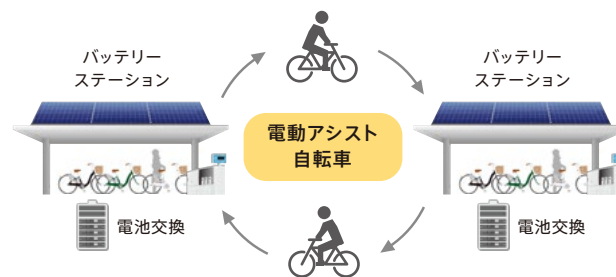 バッテリー
ステーション
電動アシスト
自転車
バッテリー
ステーション
電池交換
電池交換